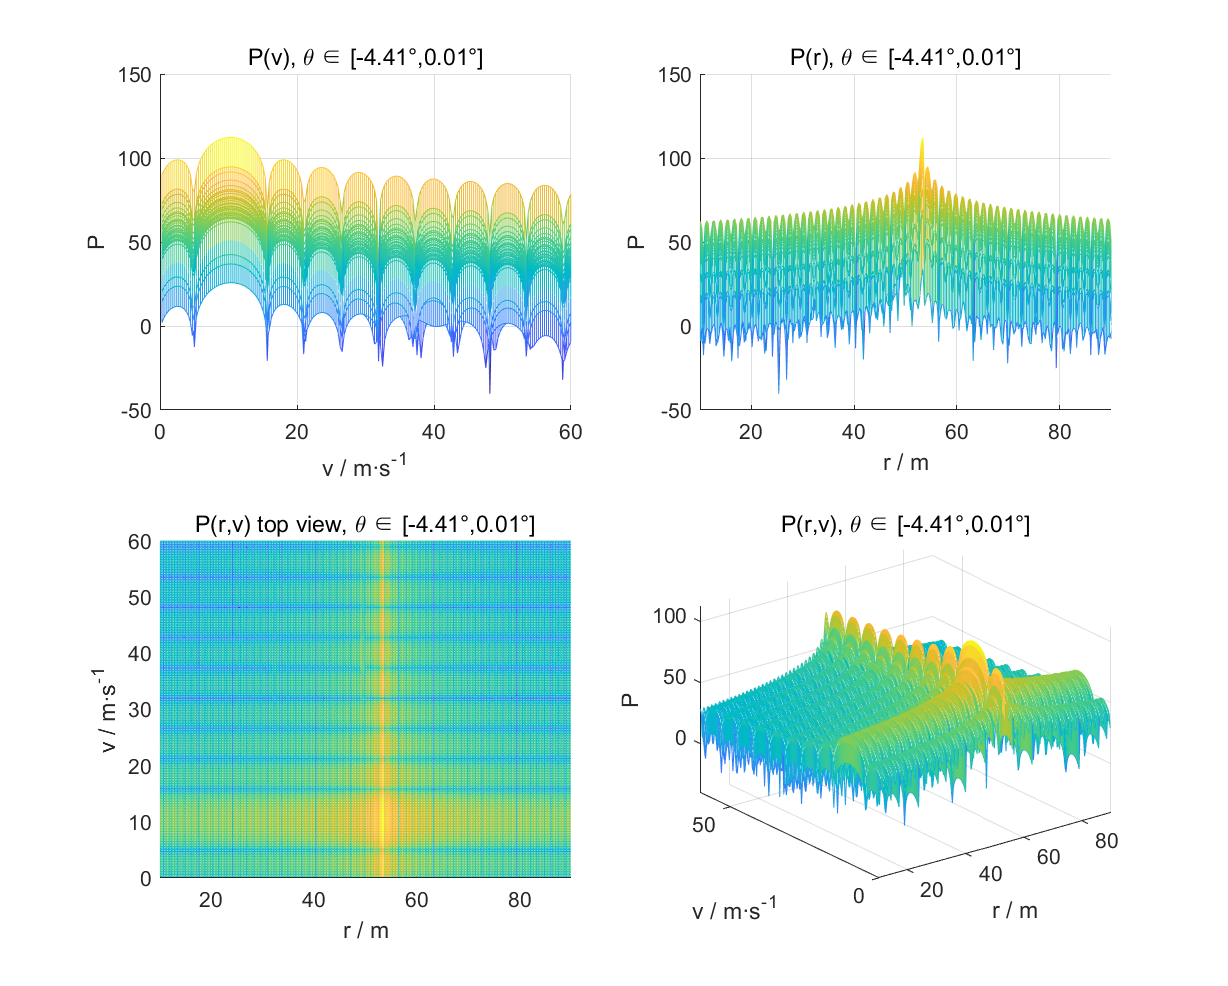 P(v), θ ∈ [-4.41°,0.01°]
150
100
50
0
-50
P
0
20
40
60
v / m·s-1
P(r), θ ∈ [-4.41°,0.01°]
150
100
50
0
-50
P
20
40
60
80
r / m
P(r,v) top view, θ ∈ [-4.41°,0.01°]
60
50
40
30
20
10
0
v / m·s-1
20
40
60
80
r / m
P(r,v), θ ∈ [-4.41°,0.01°]
100
50
0
P
50
0
v / m·s-1
20
40
60
80
r / m